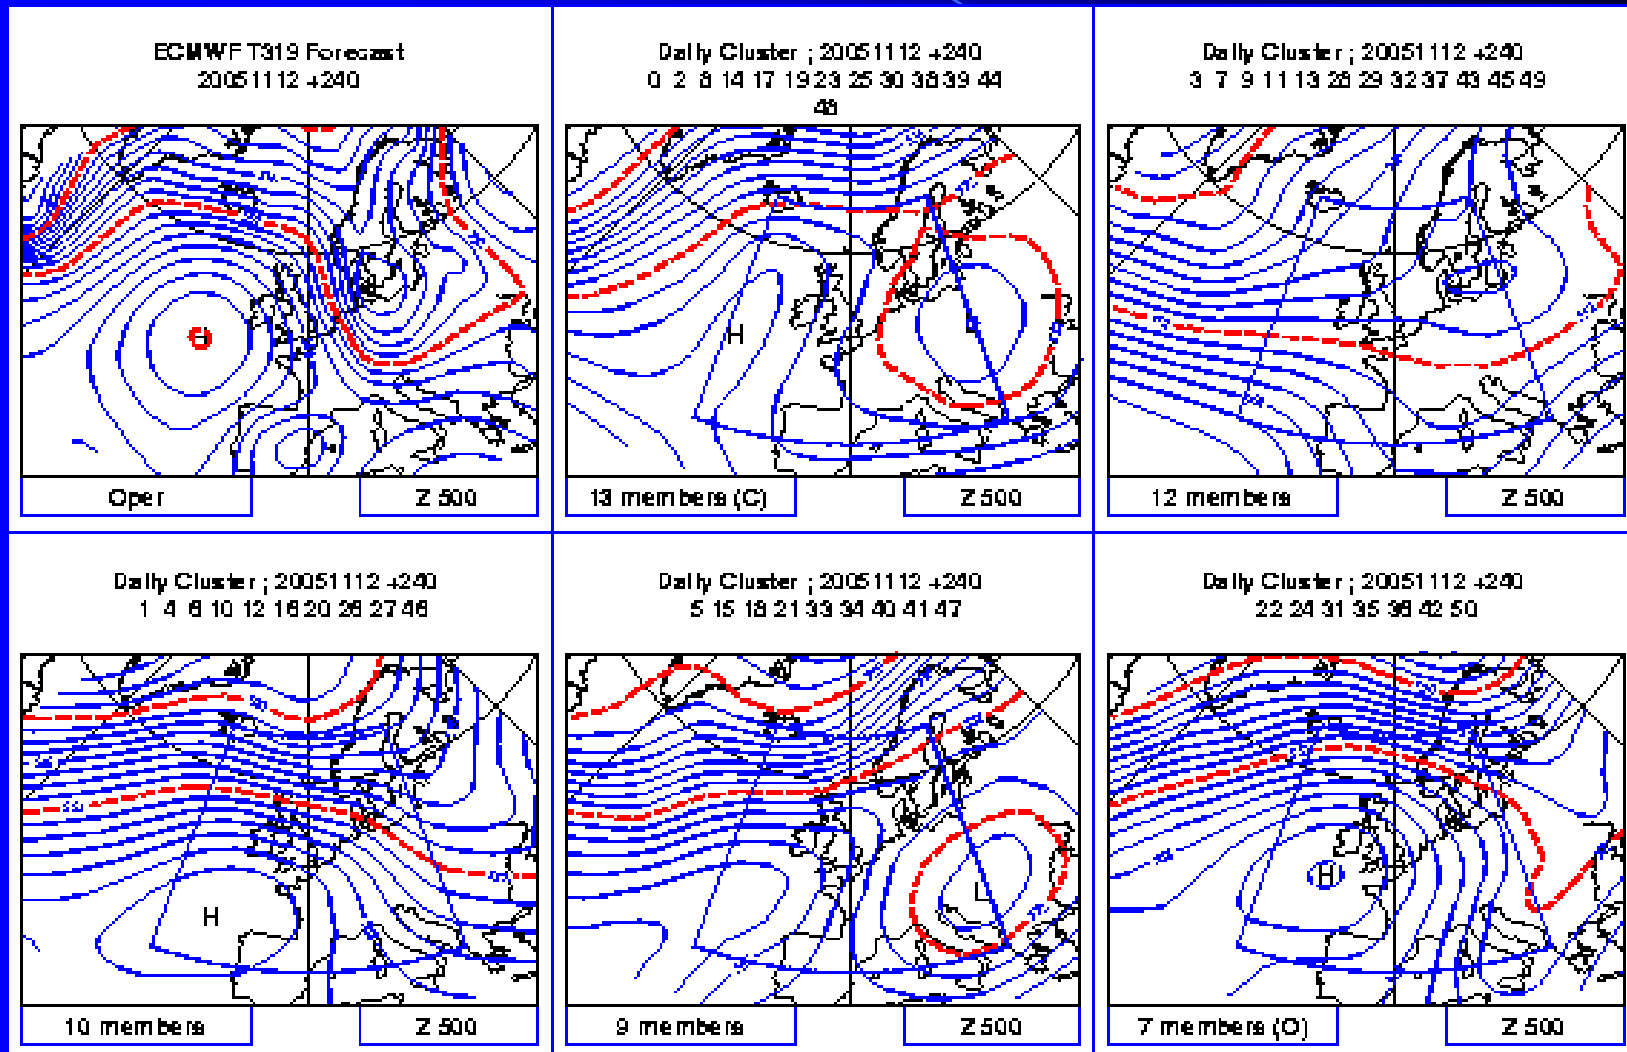 ECMWF T319 Forecast
20051112 +240
Oper
Z 500
Daily Cluster ; 20051112 +240
0 2 8 14 17 19 23 25 30 38 39 44
48
H
13 members (C)
Z 500
Daily Cluster ; 20051112 +240
3 7 9 11 13 28 29 32 37 43 45 49
12 members
Z 500
Daily Cluster ; 20051112 +240
1 4 6 10 12 16 20 26 27 46
H
10 members
Z 500
Daily Cluster ; 20051112 +240
5 15 18 21 33 34 40 41 47
L
9 members
Z 500
Daily Cluster ; 20051112 +240
22 24 31 35 36 42 50
H
7 members (O)
Z 500